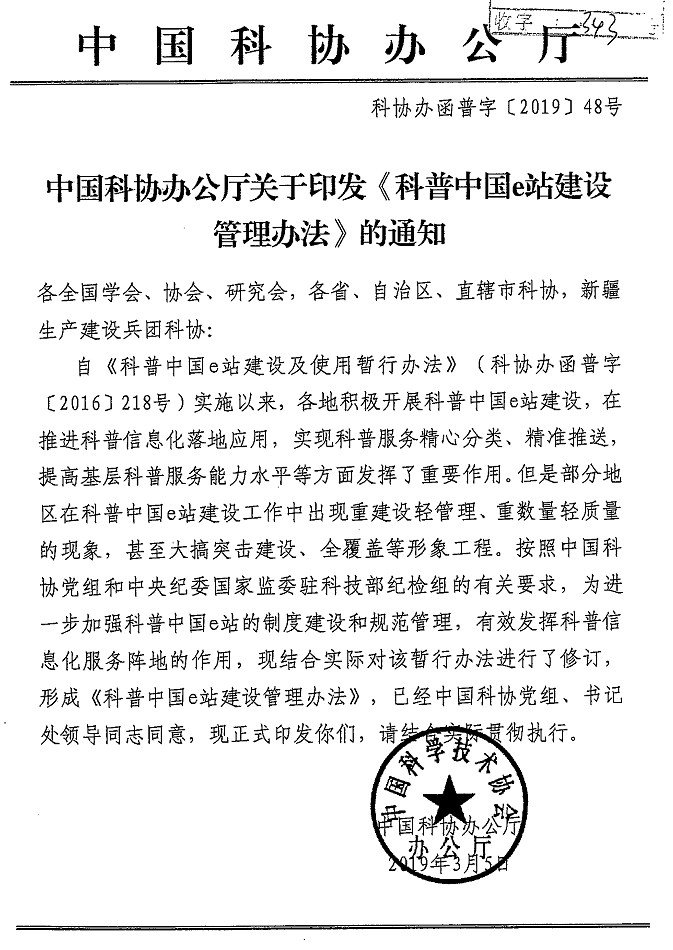 收字:343
中国科协办公厅
科协办函普字〔2019〕48号
中国科协办公厅关于印发《科普中国e站建设
管理办法》的通知
各全国学会、协会、研究会，各省、自治区、直辖市科协，新疆
生产建设兵团科协：
自《科普中国e站建设及使用暂行办法》（科协办函普字
〔2016〕218号）实施以来，各地积极开展科普中国e站建设，在
推进科普信息化落地应用，实现科普服务精心分类、精准推送，
提高基层科普服务能力水平等方面发挥了重要作用。但是部分地
区在科普中国e站建设工作中出现重建设轻管理、重数量轻质量
的现象，甚至大搞突击建设、全覆盖等形象工程。按照中国科
协党组和中央纪委国家监委驻科技部纪检组的有关要求，为进
一步加强科普中国e站的制度建设和规范管理，有效发挥科普信
息化服务阵地的作用，现结合实际对该暂行办法进行了修订，
形成《科普中国e站建设管理办法》，已经中国科协党组、书记
处领导同志同意，现正式印发你们，请结合实际贯彻执行。
中国科学技术协会
中国科协办公厅
办公厅
2019年3月5日